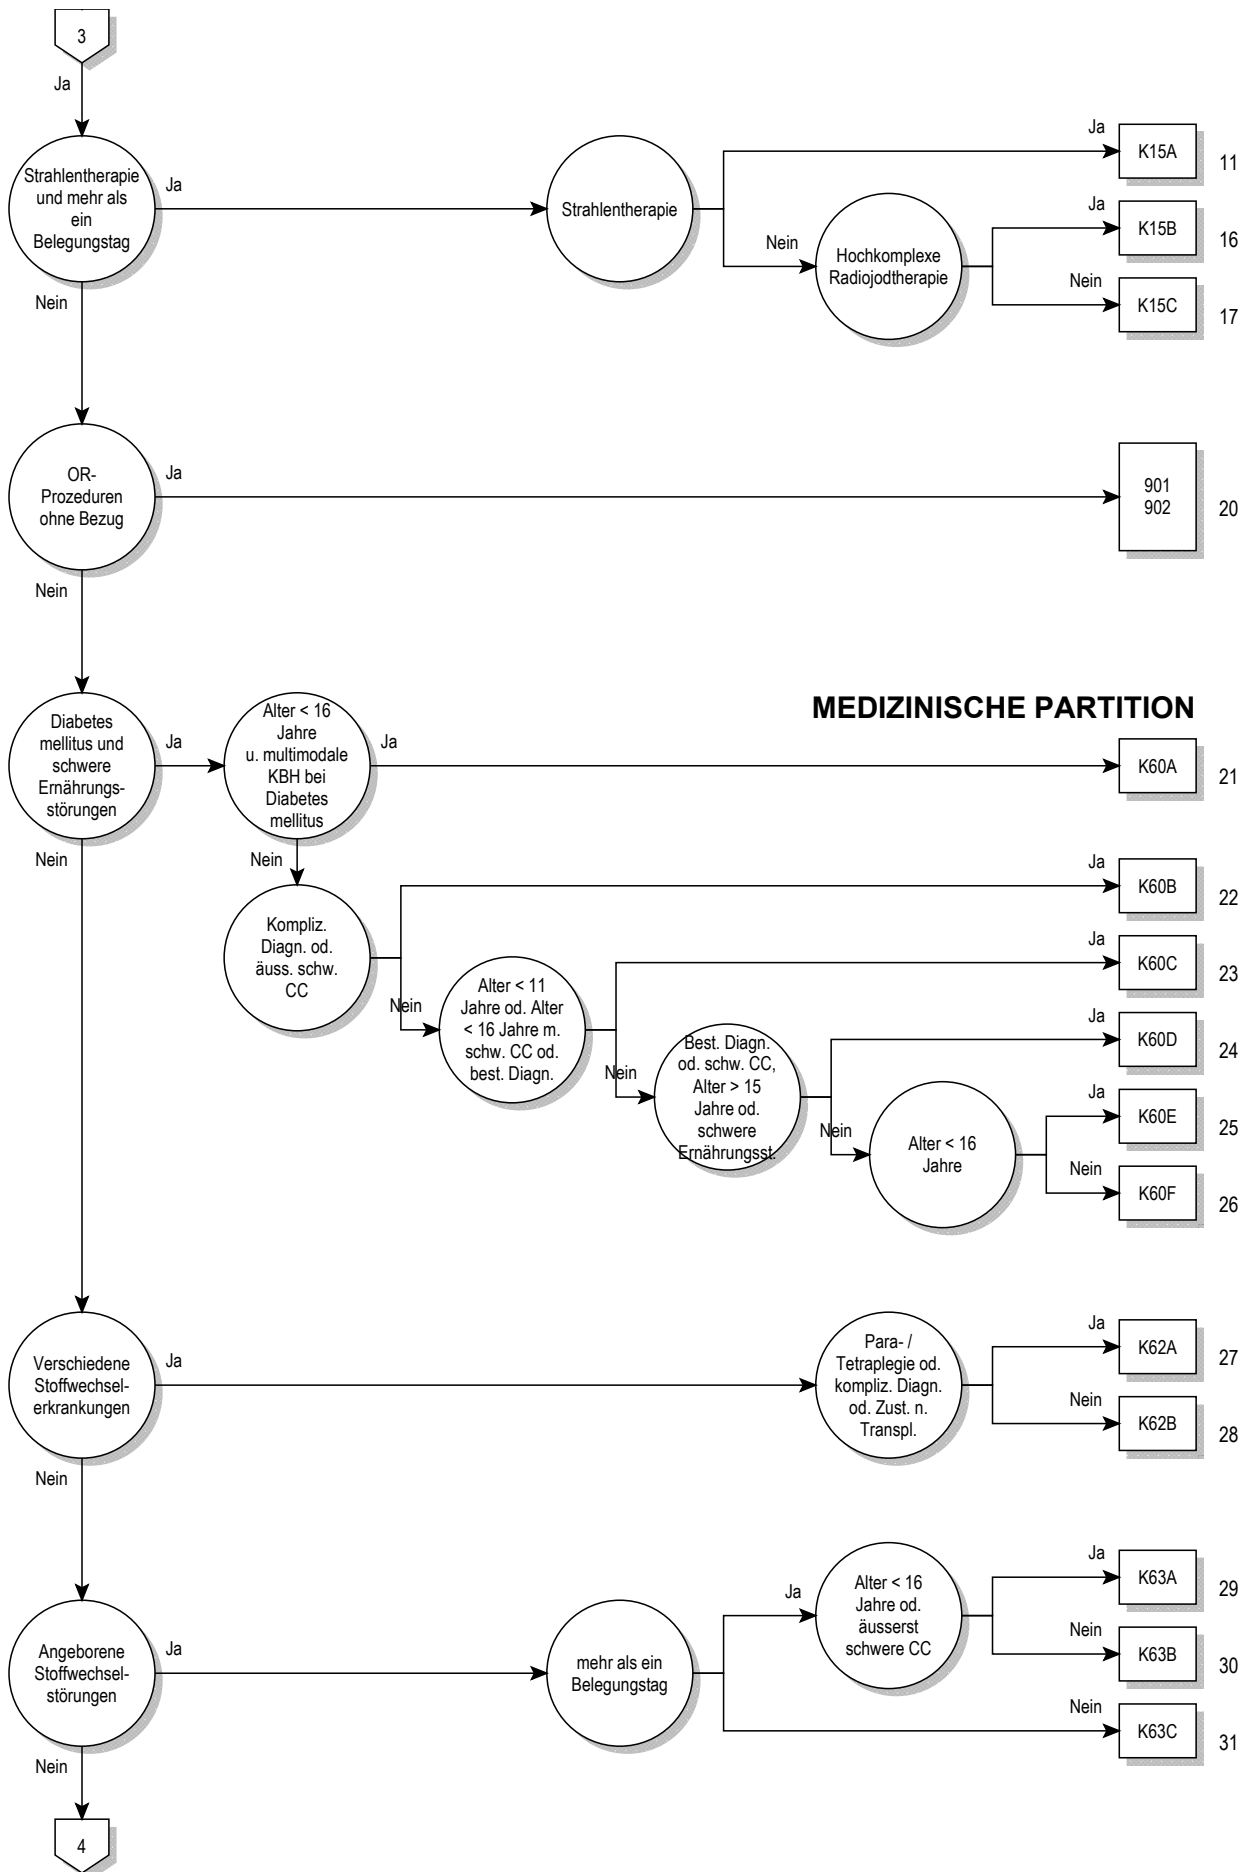 3
Ja
Strahlentherapie
und mehr als
ein
Belegungstag
Ja
Nein
Strahlentherapie
Ja
K15A
11
Nein
Hochkomplexe
Radiojodtherapie
Ja
K15B
16
Nein
K15C
17
OR-
Prozeduren
ohne Bezug
Ja
901
902
20
Nein
MEDIZINISCHE PARTITION
Diabetes
mellitus und
schwere
Ernährungs-
störungen
Ja
Nein
Alter < 16
Jahre
u. multimodale
KBH bei
Diabetes
mellitus
Ja
K60A
21
Nein
Kompliz.
Diagn. od.
äuss. schw.
CC
Ja
K60B
22
Nein
Alter < 11
Jahre od. Alter
< 16 Jahre m.
schw. CC od.
best. Diagn.
Ja
K60C
23
Nein
Best. Diagn.
od. schw. CC,
Alter > 15
Jahre od.
schwere
Ernährungsst.
Ja
K60D
24
Nein
Alter < 16
Jahre
Ja
K60E
25
Nein
K60F
26
Verschiedene
Stoffwechsel-
erkrankungen
Ja
Nein
Para- /
Tetraplegie od.
kompliz. Diagn.
od. Zust. n.
Transpl.
Ja
K62A
27
Nein
K62B
28
Angeborene
Stoffwechsel-
störungen
Ja
Nein
mehr als ein
Belegungstag
Ja
Alter < 16
Jahre od.
äusserst
schwere CC
Ja
K63A
29
Nein
K63B
30
Nein
K63C
31
4